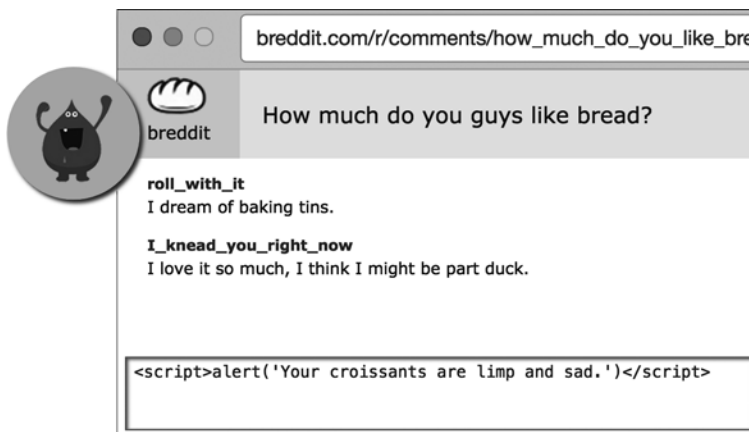 breddit.com/r/comments/how_much_do_you_like_bre
breddit
How much do you guys like bread?
roll_with_it
I dream of baking tins.
I_knead_you_right_now
I love it so much, I think I might be part duck.
<script>alert('Your croissants are limp and sad.')</script>